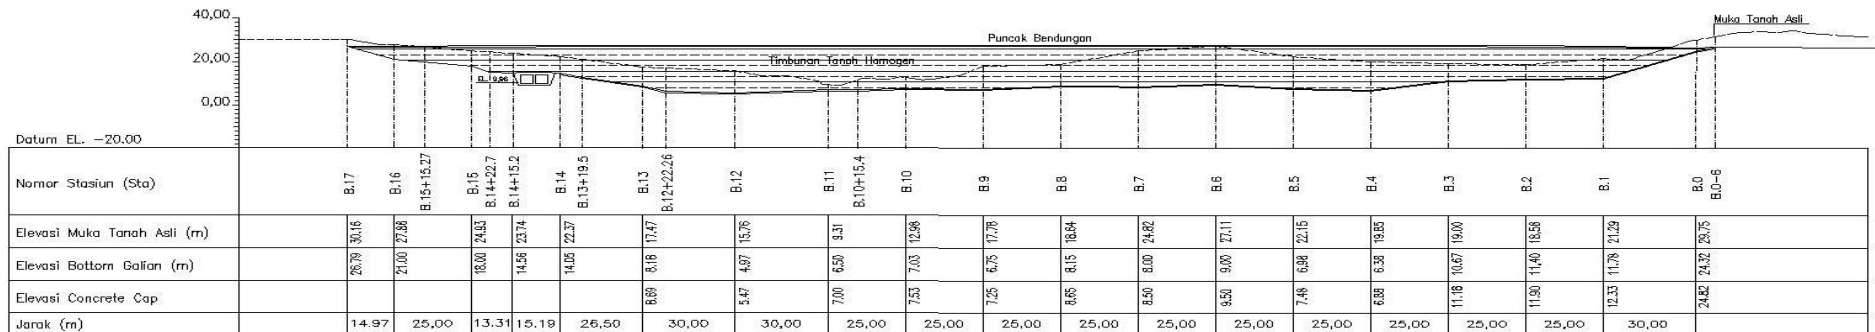 40,00
20,00
0,00
Puncak Bendungan
Timbunan Tanah Hamogen
Muka Tanah Asli
Datum EL. -20.00
Nomor Stasiun (Sta) B.17 B.16 B.15+15.27 B.15 B.14+22.7 B.14+15.2 B.14 B.13+19.5 B.13 B.12+22.26 B.12 B.11 B.10+15.4 B.10 B.9 B.8 B.7 B.6 B.5 B.4 B.3 B.2 B.1 B.0 B.0-6
Elevasi Muka Tanah Asli (m) 30.16 27.86 24.93 23.74 22.37 17.47 15.76 9.31 12.98 17.78 18.64 24.82 27.11 22.15 19.85 19.00 18.58 21.29 29.75
Elevasi Bottom Galian (m) 26.79 21.00 18.00 14.56 14.05 8.18 4.97 6.50 7.03 6.75 8.15 8.00 9.00 6.98 6.38 10.67 11,40 11.78 24.32
Elevasi Concrete Cap 8.69 5.47 7.00 7.53 7.25 8.65 8.50 9.50 7.48 6.88 11.18 11.90 12.33 24.82
Jarak (m) 14.97 25,00 13.31 15.19 26,50 30,00 30,00 25,00 25,00 25,00 25,00 25,00 25,00 25,00 25,00 25,00 25,00 30,00